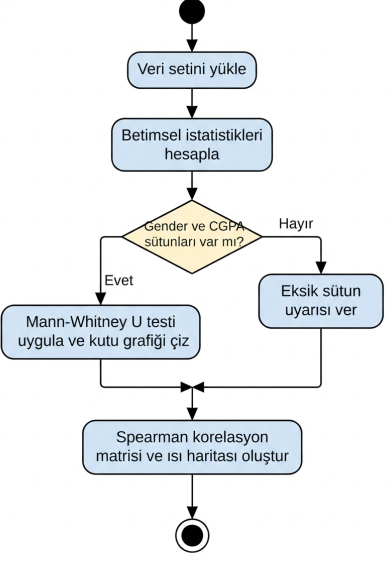 Veri setini yükle
Betimsel istatistikleri
hesapla
Gender ve CGPA
sütunları var mı?
Hayır
Evet
Eksik sütun
uyarısı ver
Mann-Whitney U testi
uygula ve kutu grafiği çiz
Spearman korelasyon
matrisi ve ısı haritası oluştur